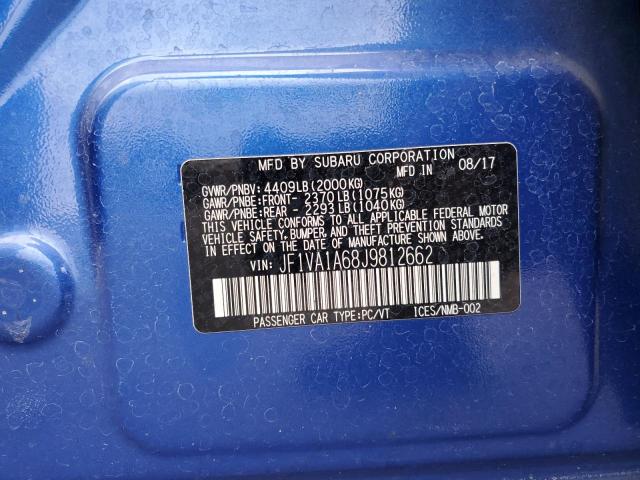 MFD BY SUBARU CORPORATION
MFD IN 08/17
GVWR/PNBV: 4409LB(2000KG)
GAWR/PNBE:FRONT- 2370LB(1075KG)
GAWR/PNBE:REAR - 2293LB(1040KG)
THIS VEHICLE CONFORMS TO ALL APPLICABLE FEDERAL MOTOR
VEHICLE SAFETY, BUMPER, AND THEFT PREVENTION STANDARDS
IN EFFECT ON THE DATE OF MANUFACTURE SHOWN ABOVE.
VIN: JF1VA1A68J9812662
PASSENGER CAR TYPE:PC/VT ICES/NMB-002